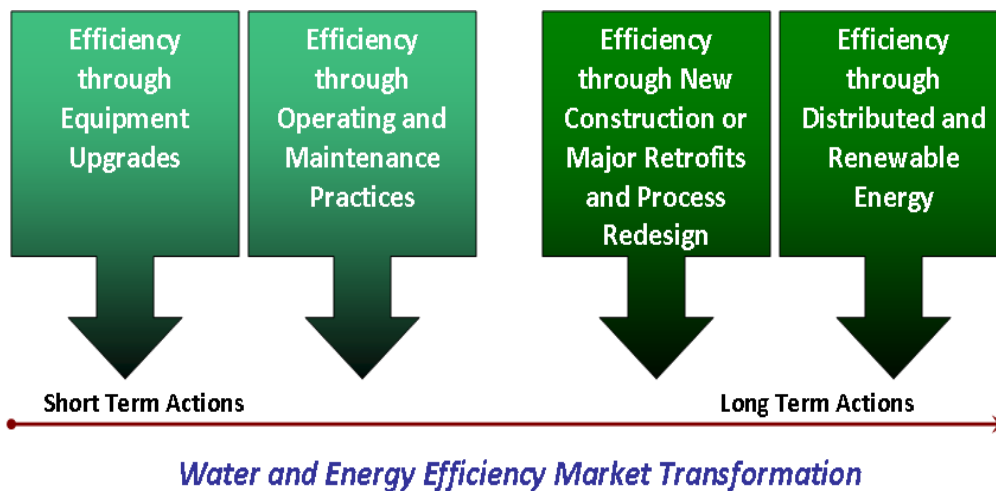 Efficiency
through
Equipment
Upgrades
Efficiency
through
Operating and
Maintenance
Practices
Efficiency
through New
Construction or
Major Retrofits
and Process
Redesign
Efficiency
through
Distributed and
Renewable
Energy
Short Term Actions
Long Term Actions
Water and Energy Efficiency Market Transformation